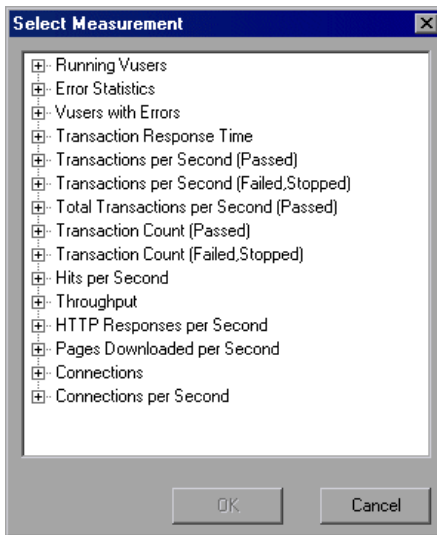 Select Measurement
Running Vusers
Error Statistics
Vusers with Errors
Transaction Response Time
Transactions per Second (Passed)
Transactions per Second (Failed,Stopped)
Total Transactions per Second (Passed)
Transaction Count (Passed)
Transaction Count (Failed,Stopped)
Hits per Second
Throughput
HTTP Responses per Second
Pages Downloaded per Second
Connections
Connections per Second
OK Cancel